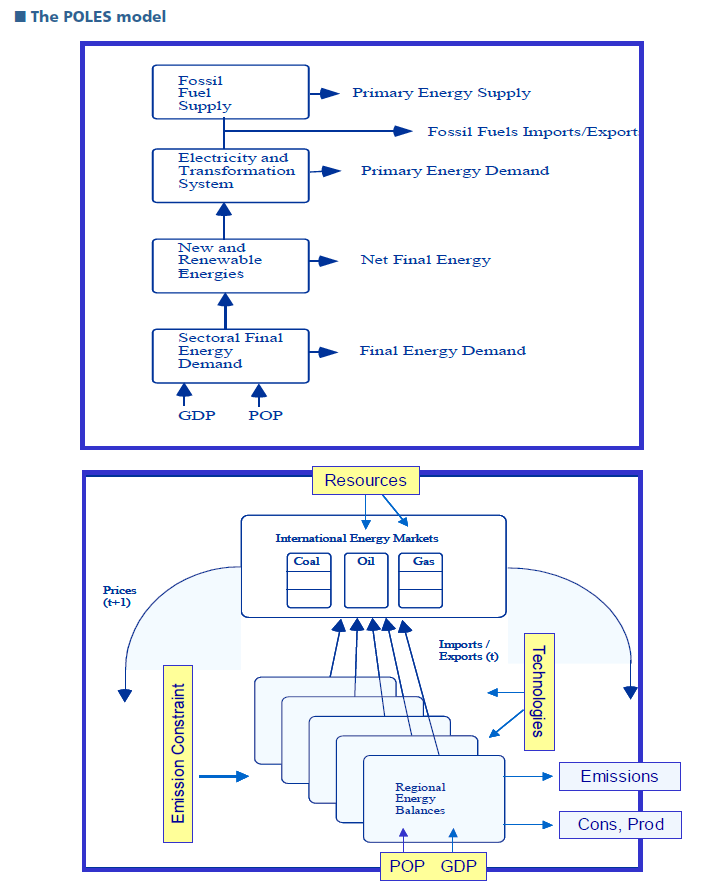 ■ The POLES model
Fossil
Fuel
Supply
Primary Energy Supply
Fossil Fuels Imports/Export
Electricity and
Transformation
System
Primary Energy Demand
New and
Renewable
Energies
Net Final Energy
Sectoral Final
Energy
Demand
Final Energy Demand
GDP
POP
Resources
International Energy Markets
Coal
Oil
Gas
Prices
(t+1)
Imports /
Exports (t)
Technologies
Emission Constraint
Regional
Energy
Balances
Emissions
Cons, Prod
POP GDP